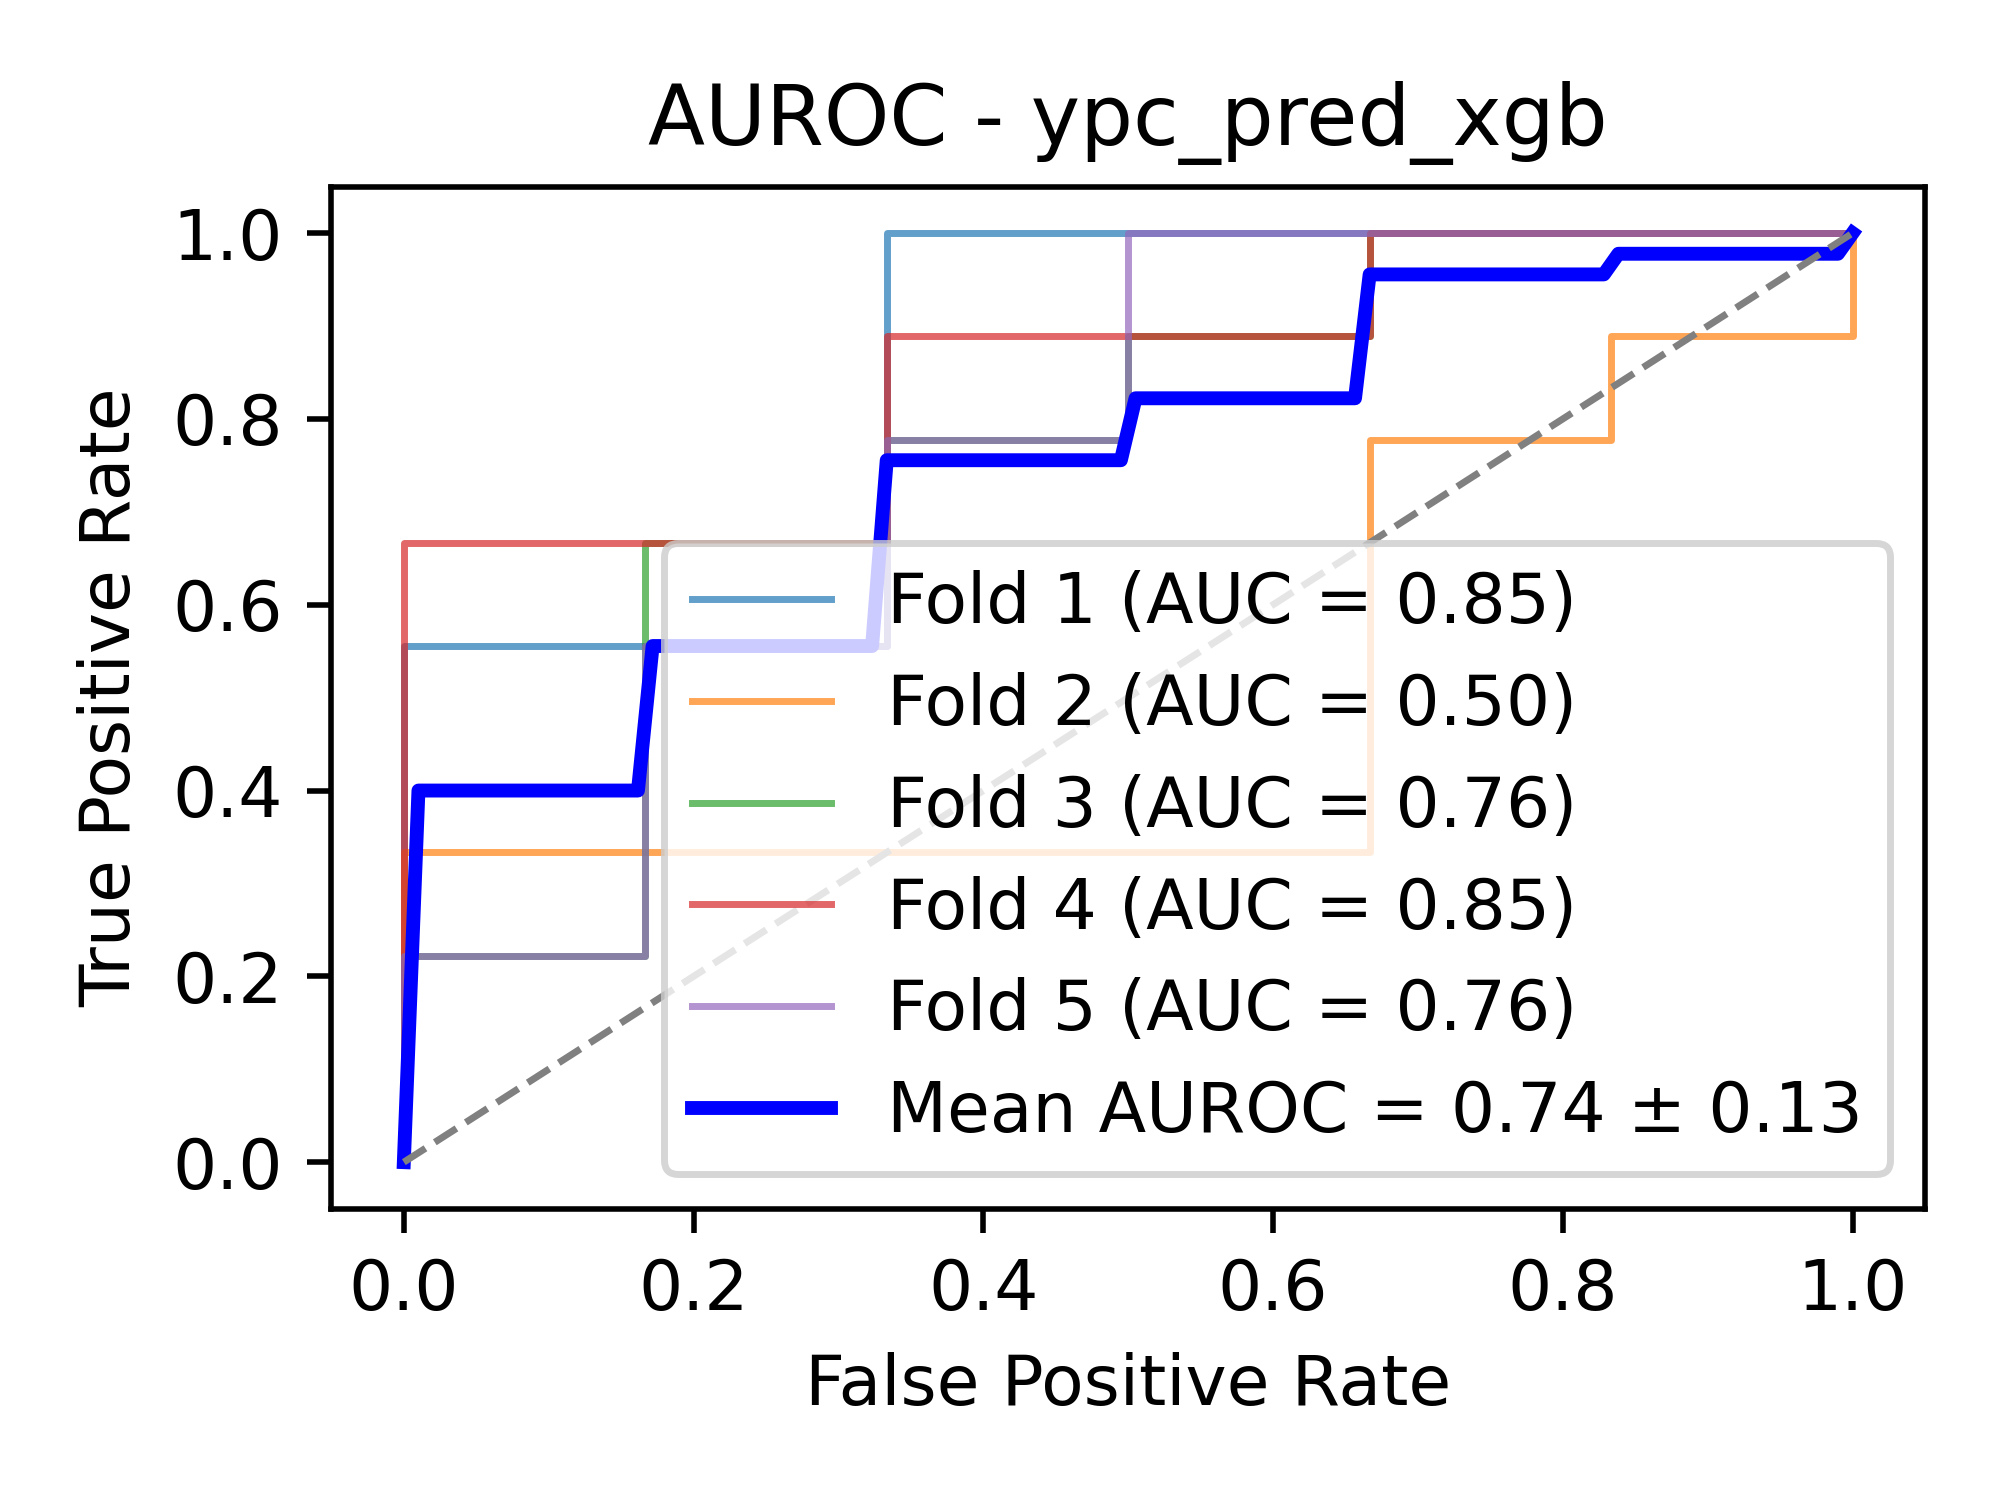 AUROC - ypc_pred_xgb
1.0
0.8
0.6
0.4
0.2
0.0
True Positive Rate
Fold 1 (AUC = 0.85)
Fold 2 (AUC = 0.50)
Fold 3 (AUC = 0.76)
Fold 4 (AUC = 0.85)
Fold 5 (AUC = 0.76)
Mean AUROC = 0.74 ± 0.13
0.0 0.2 0.4 0.6 0.8 1.0
False Positive Rate